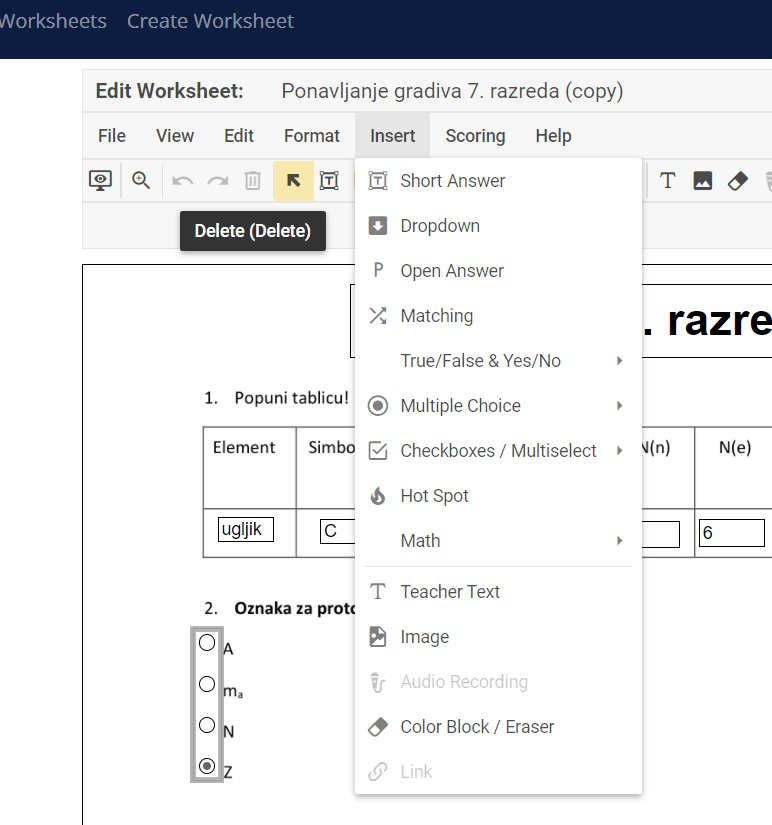 Worksheets Create Worksheet
Edit Worksheet: Ponavljanje gradiva 7. razreda (copy)
File View Edit Format Insert Scoring Help
Delete (Delete)
Short Answer
Dropdown
P Open Answer
Matching
True/False & Yes/No
Multiple Choice
Checkboxes / Multiselect
Hot Spot
Math
T Teacher Text
Image
Audio Recording
Color Block / Eraser
Link
. razre
1. Popuni tablicu!
Element Simbo N(n) N(e)
ugljik C 6
2. Oznaka za proto
A
mₐ
N
Z